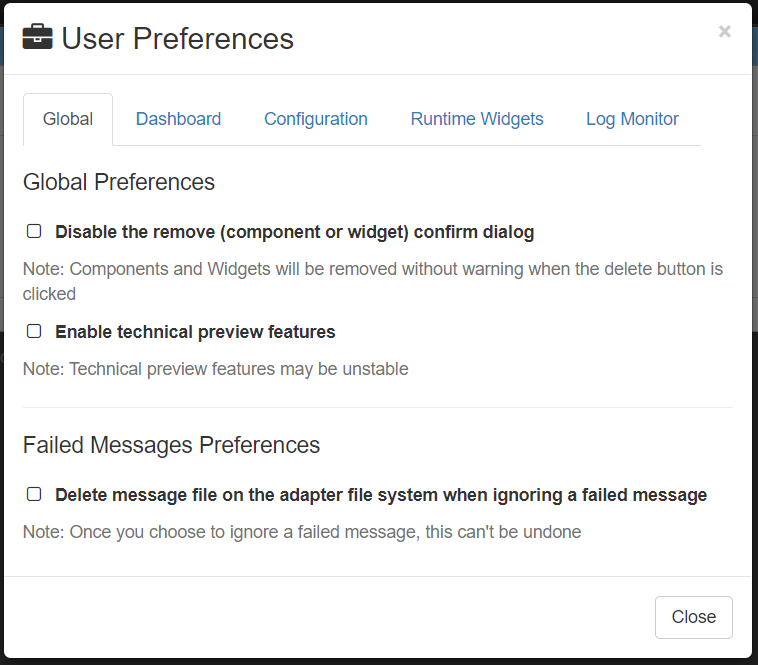 User Preferences
×
Global
Dashboard
Configuration
Runtime Widgets
Log Monitor
Global Preferences
Disable the remove (component or widget) confirm dialog
Note: Components and Widgets will be removed without warning when the delete button is
clicked
Enable technical preview features
Note: Technical preview features may be unstable
Failed Messages Preferences
Delete message file on the adapter file system when ignoring a failed message
Note: Once you choose to ignore a failed message, this can't be undone
Close